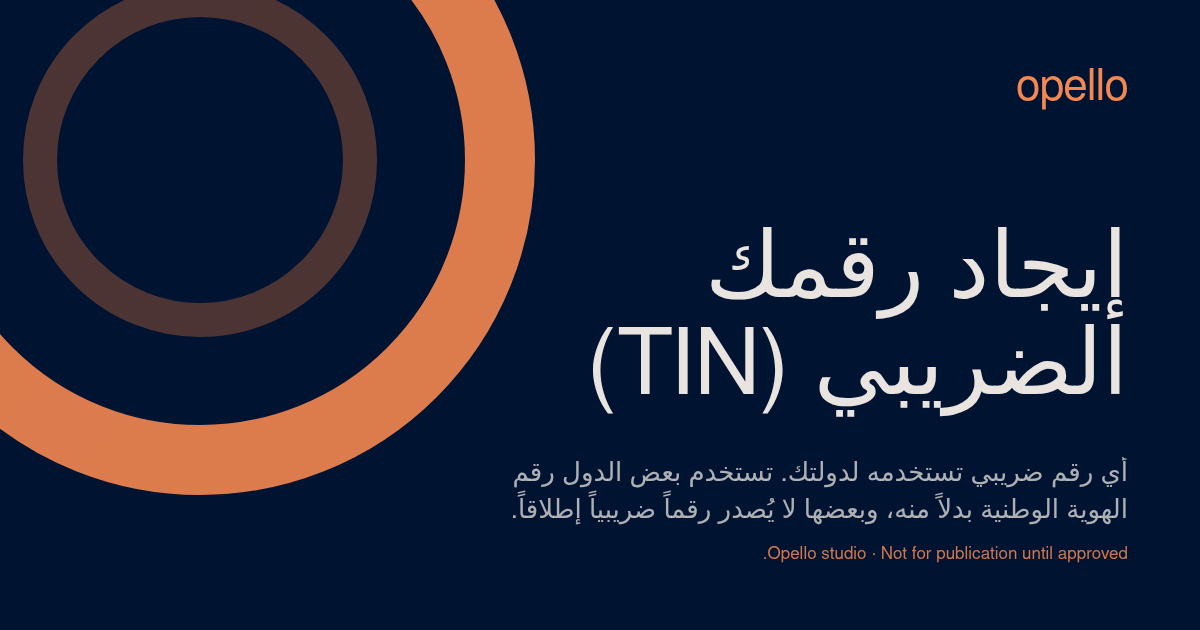 opello
إيجاد رقمك
الضريبي (TIN)
أي رقم ضريبي تستخدمه لدولتك. تستخدم بعض الدول رقم
الهوية الوطنية بدلاً منه، وبعضها لا يُصدر رقماً ضريبياً إطلاقاً.
Opello studio · Not for publication until approved.